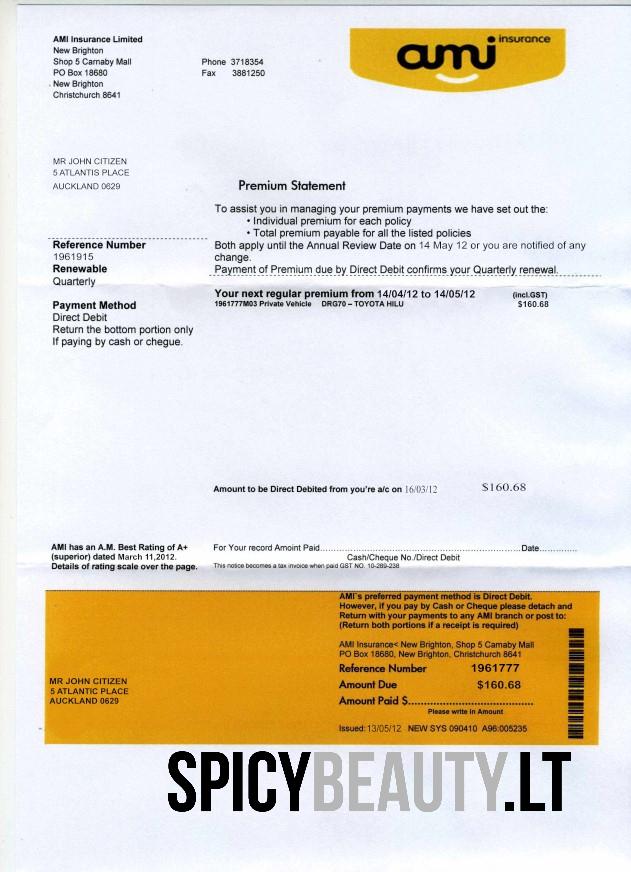 AMI Insurance Limited
New Brighton
Shop 5 Carnaby Mall
PO Box 18680
New Brighton
Christchurch 8641
Phone 3718354
Fax 3881250
ami insurance
MR JOHN CITIZEN
5 ATLANTIS PLACE
AUCKLAND 0629
Premium Statement
To assist you in managing your premium payments we have set out the:
• Individual premium for each policy
• Total premium payable for all the listed policies
Both apply until the Annual Review Date on 14 May 12 or you are notified of any
change.
Payment of Premium due by Direct Debit confirms your Quarterly renewal.
Reference Number
1961915
Renewable
Quarterly
Payment Method
Direct Debit
Return the bottom portion only
If paying by cash or chegue.
Your next regular premium from 14/04/12 to 14/05/12 (incl.GST)
1961777M03 Private Vehicle DRG70 – TOYOTA HILU $160.68
Amount to be Direct Debited from you're a/c on 16/03/12 $160.68
AMI has an A.M. Best Rating of A+
(superior) dated March 11,2012.
Details of rating scale over the page.
For Your record Amoint Paid..........Date..........
Cash/Cheque No./Direct Debit
This notice becomes a tax invoice when paid GST NO. 10-289-238
AMI's preferred payment method is Direct Debit.
However, if you pay by Cash or Cheque please detach and
Return with your payments to any AMI branch or post to:
(Return both portions if a receipt is required)
AMI Insurance< New Brighton, Shop 5 Carnaby Mall
PO Box 18680, New Brighton, Christchurch 8641
Reference Number 1961777
Amount Due $160.68
Amount Paid $..........
Please write in Amount
Issued: 13/05/12 NEW SYS 090410 A96:005235
MR JOHN CITIZEN
5 ATLANTIC PLACE
AUCKLAND 0629
SPICYBEAUTY.LT